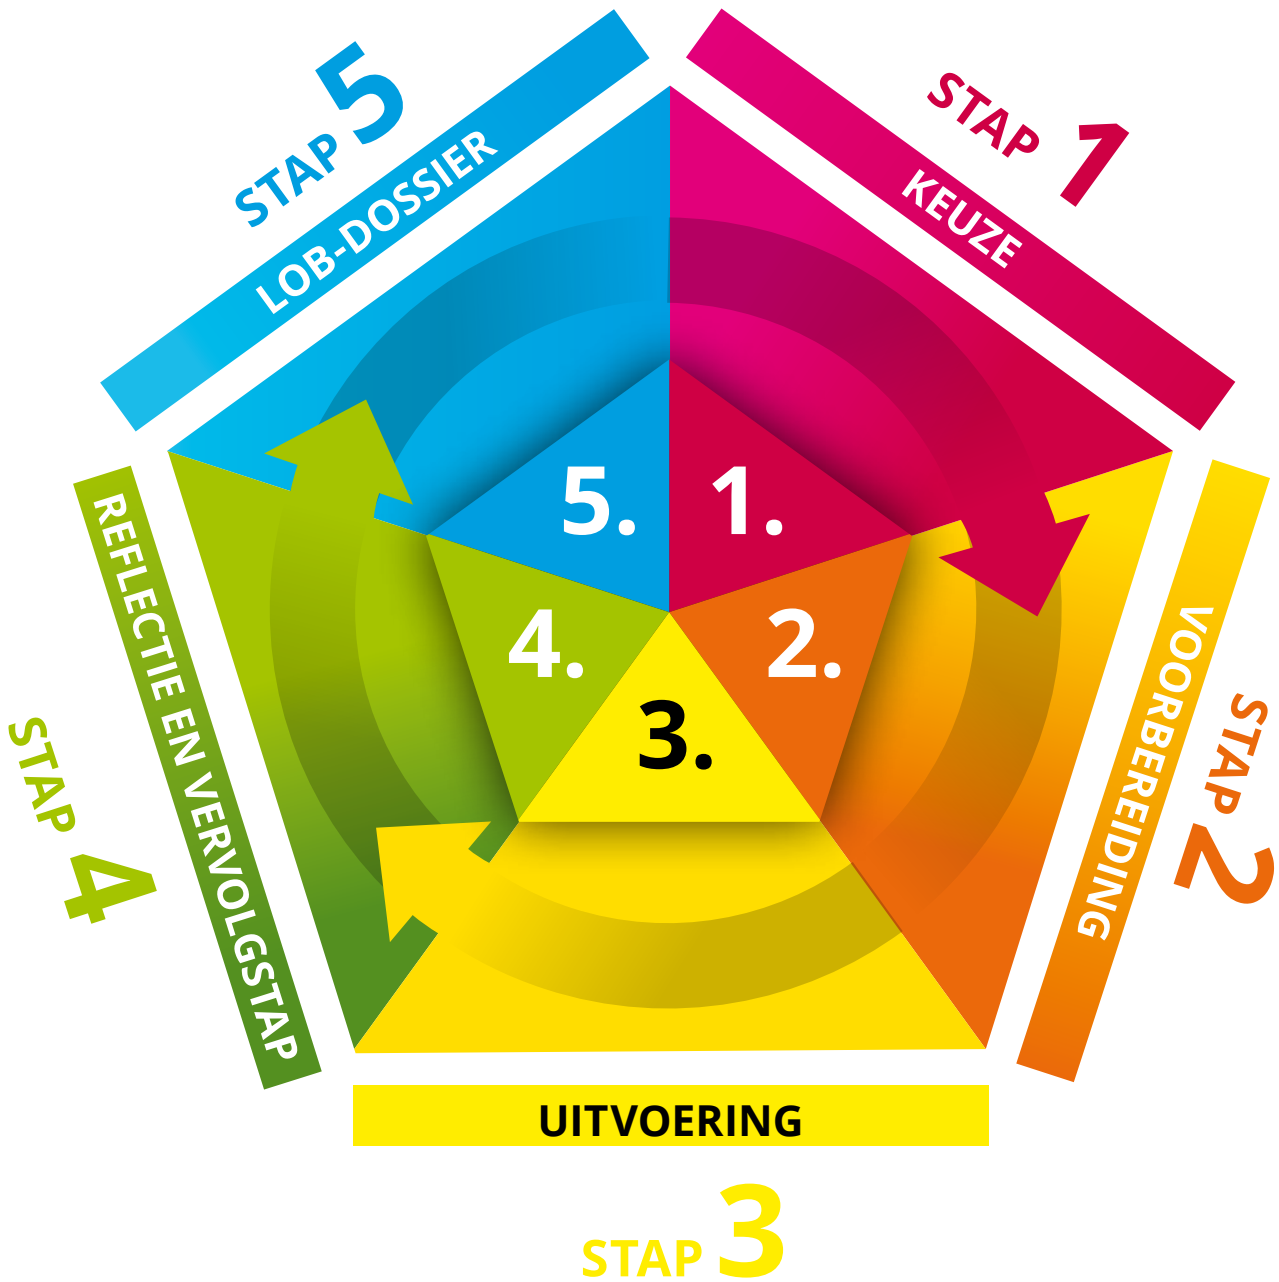 STAP 1
KEUZE
STAP 2
VOORBEREIDING
STAP 3
UITVOERING
STAP 4
REFLECTIE EN VERVOLGSTAP
STAP 5
LOB-DOSSIER
1.
2.
3.
4.
5.